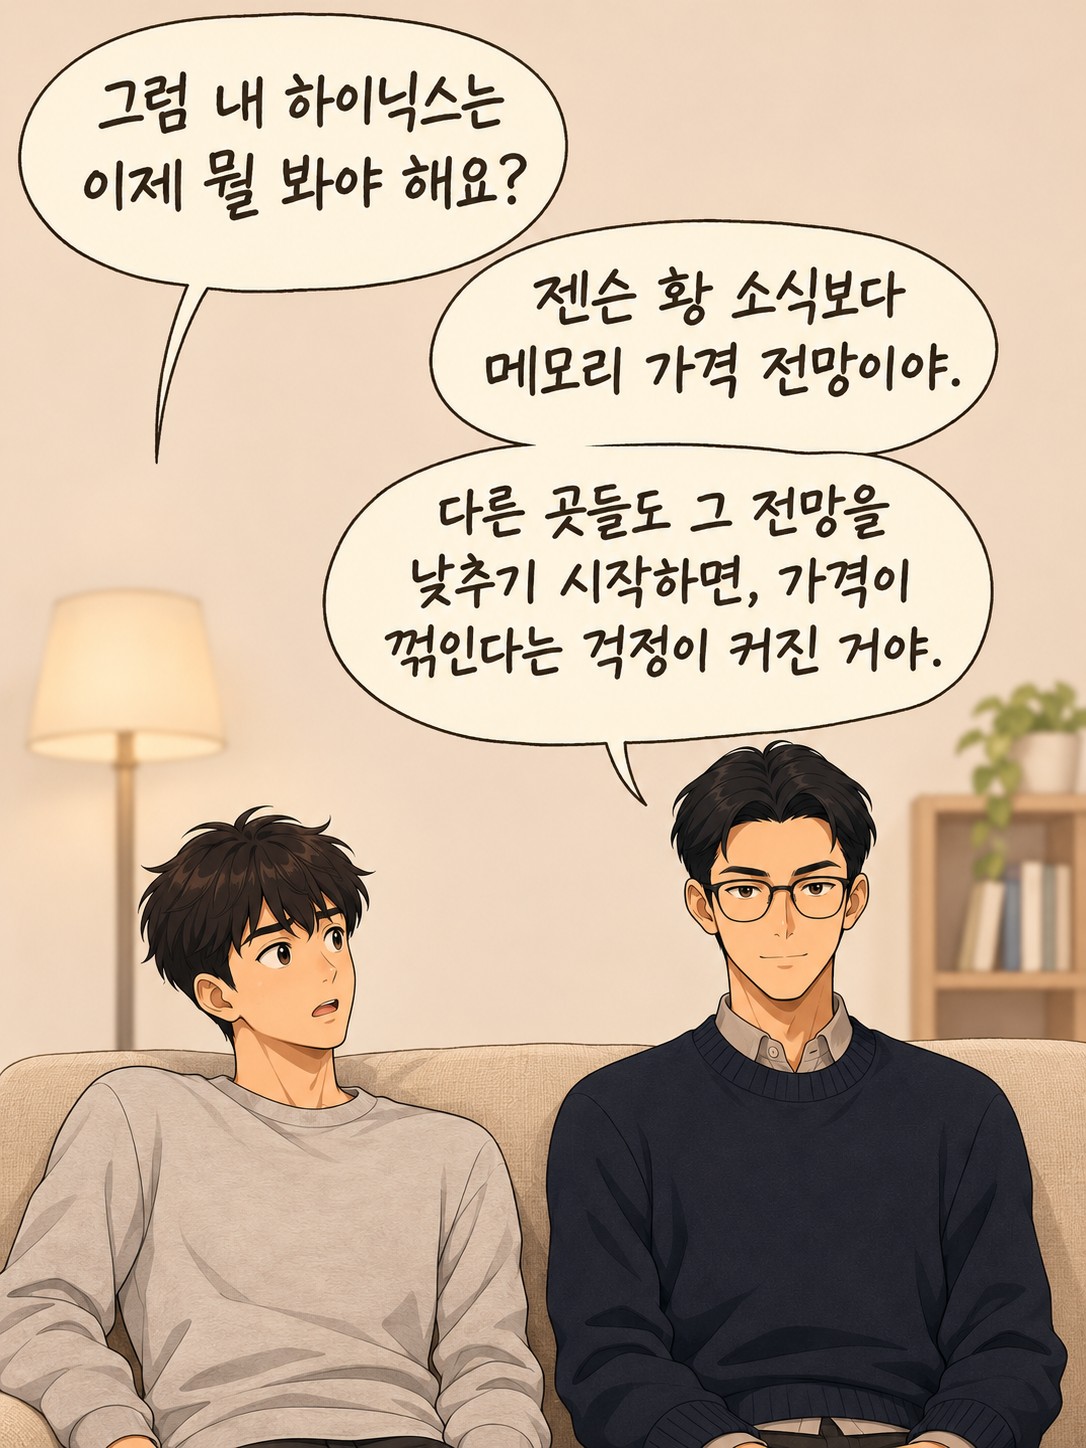 그럼 내 하이닉스는
이제 뭘 봐야 해요?
젠슨 황 소식보다
메모리 가격 전망이야.
다른 곳들도 그 전망을
낮추기 시작하면, 가격이
꺾인다는 걱정이 커진 거야.